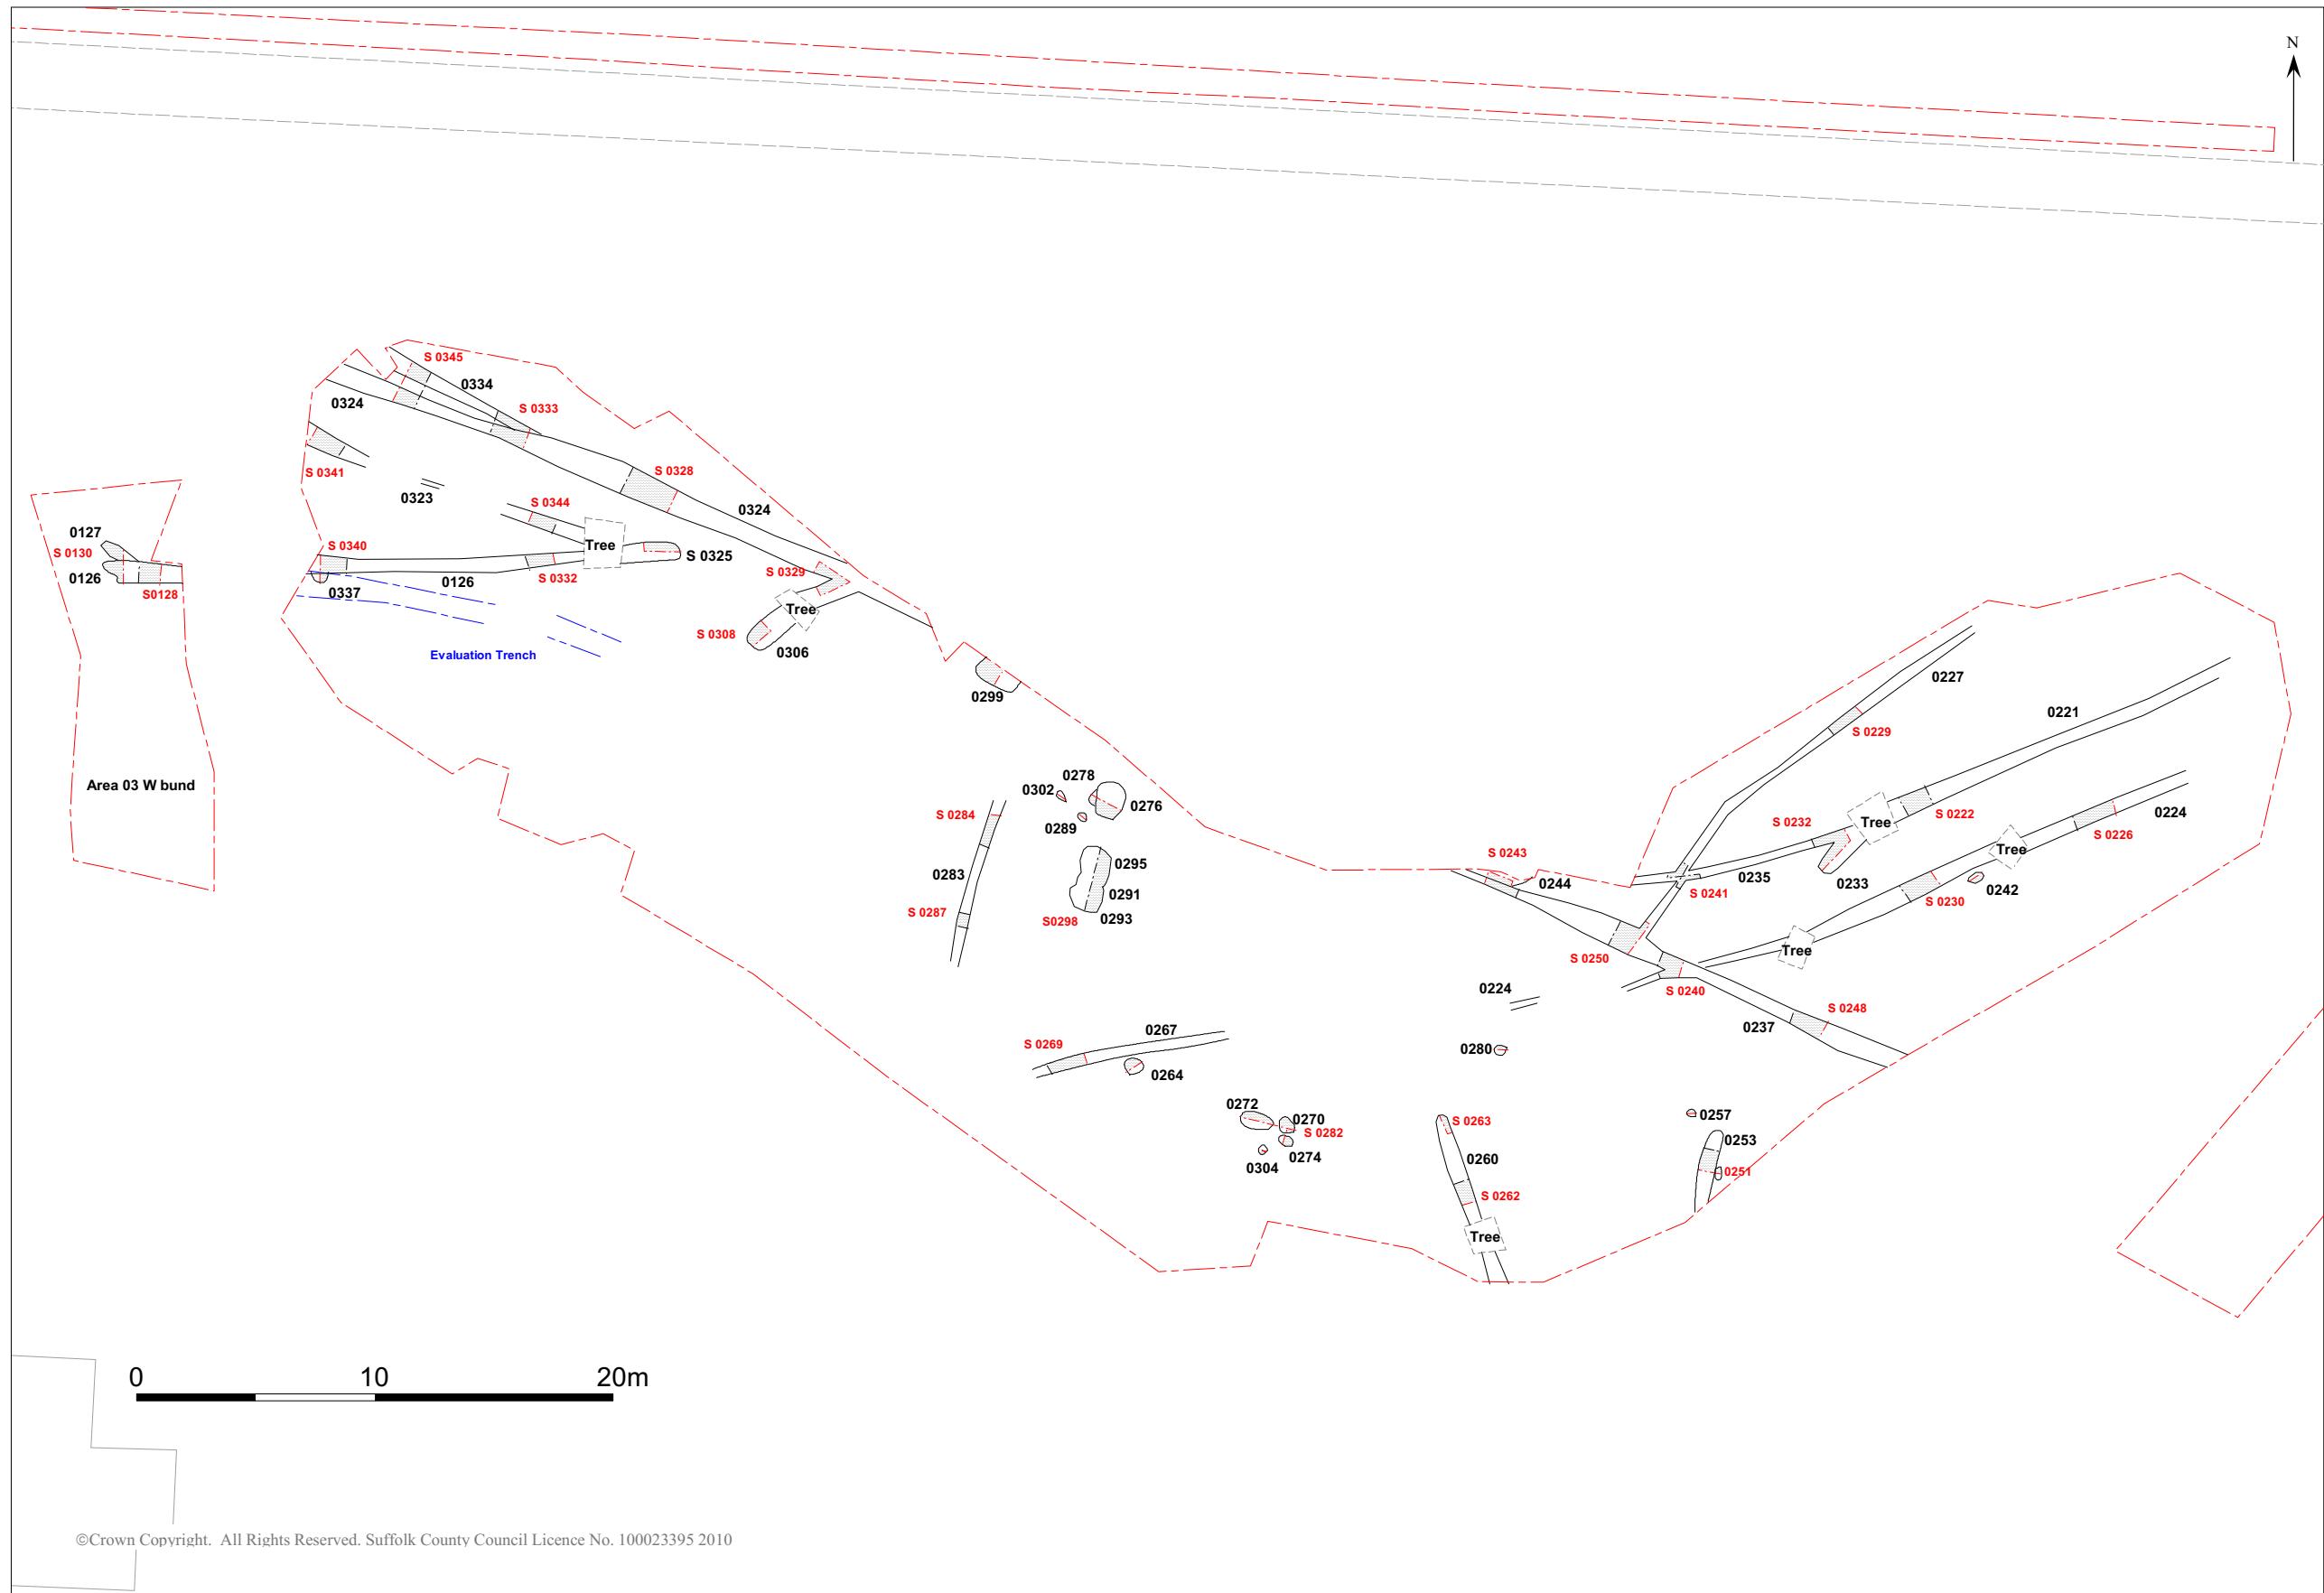 N
S 0345
0334
0324
S 0333
S 0341
S 0328
0323
S 0344
0324
0127
S 0130
S 0340
Tree
S 0325
0126
S0128
0337
0126
S 0332
S 0329
Tree
S 0308
0306
Evaluation Trench
0299
0227
0221
S 0229
Area 03 W bund
0278
0302
0276
S 0284
0289
S 0232
Tree
S 0222
0224
S 0226
Tree
S 0243
0295
0283
0244
0235
0233
0242
S 0241
0291
S 0230
S 0287
S0298
0293
Tree
S 0250
0224
S 0240
S 0248
0237
0267
S 0269
0280
0264
0272
0270
S 0263
0257
S 0282
0253
0274
0304
0260
0251
S 0262
Tree
0 10 20m
©Crown Copyright. All Rights Reserved. Suffolk County Council Licence No. 100023395 2010